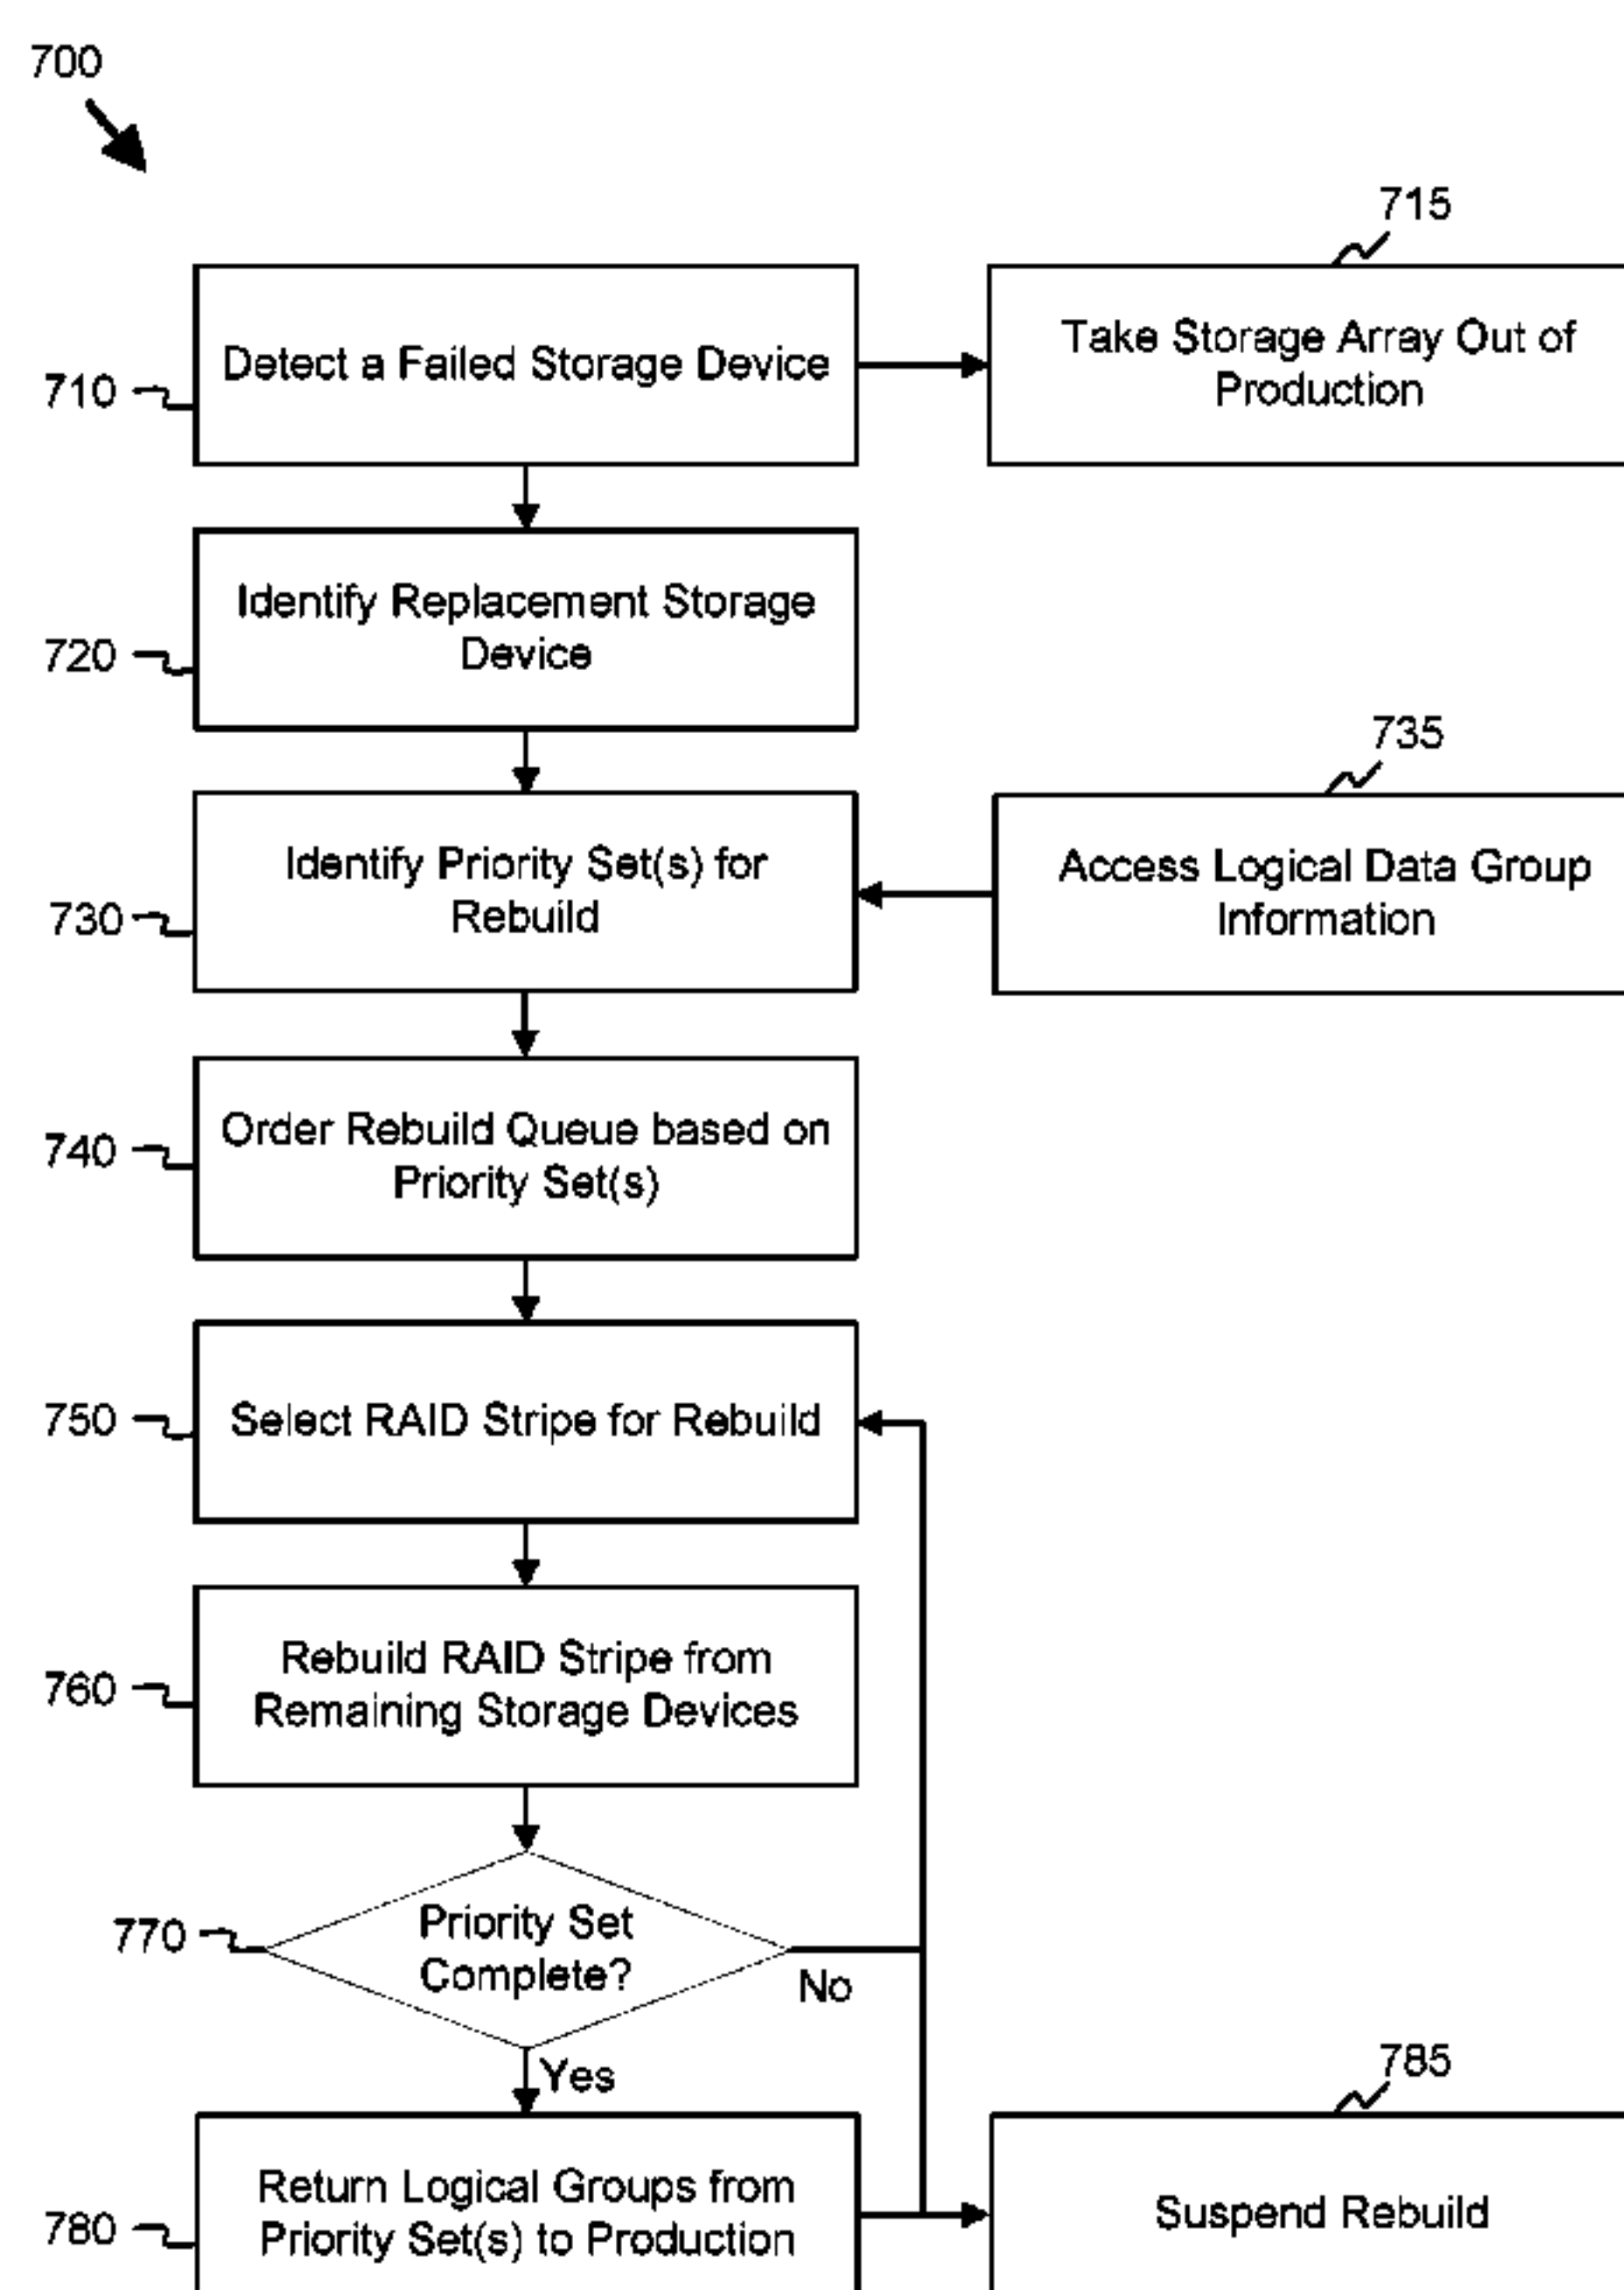 700
715
Detect a Failed Storage Device
Take Storage Array Out of
Production
710
Identify Replacement Storage
Device
720
735
Identify Priority Set(s) for
Rebuild
Access Logical Data Group
Information
730
Order Rebuild Queue based on
Priority Set(s)
740
750
Select RAID Stripe for Rebuild
Rebuild RAID Stripe from
Remaining Storage Devices
760
770
Priority Set
Complete?
No
Yes
785
Return Logical Groups from
Priority Set(s) to Production
780
Suspend Rebuild